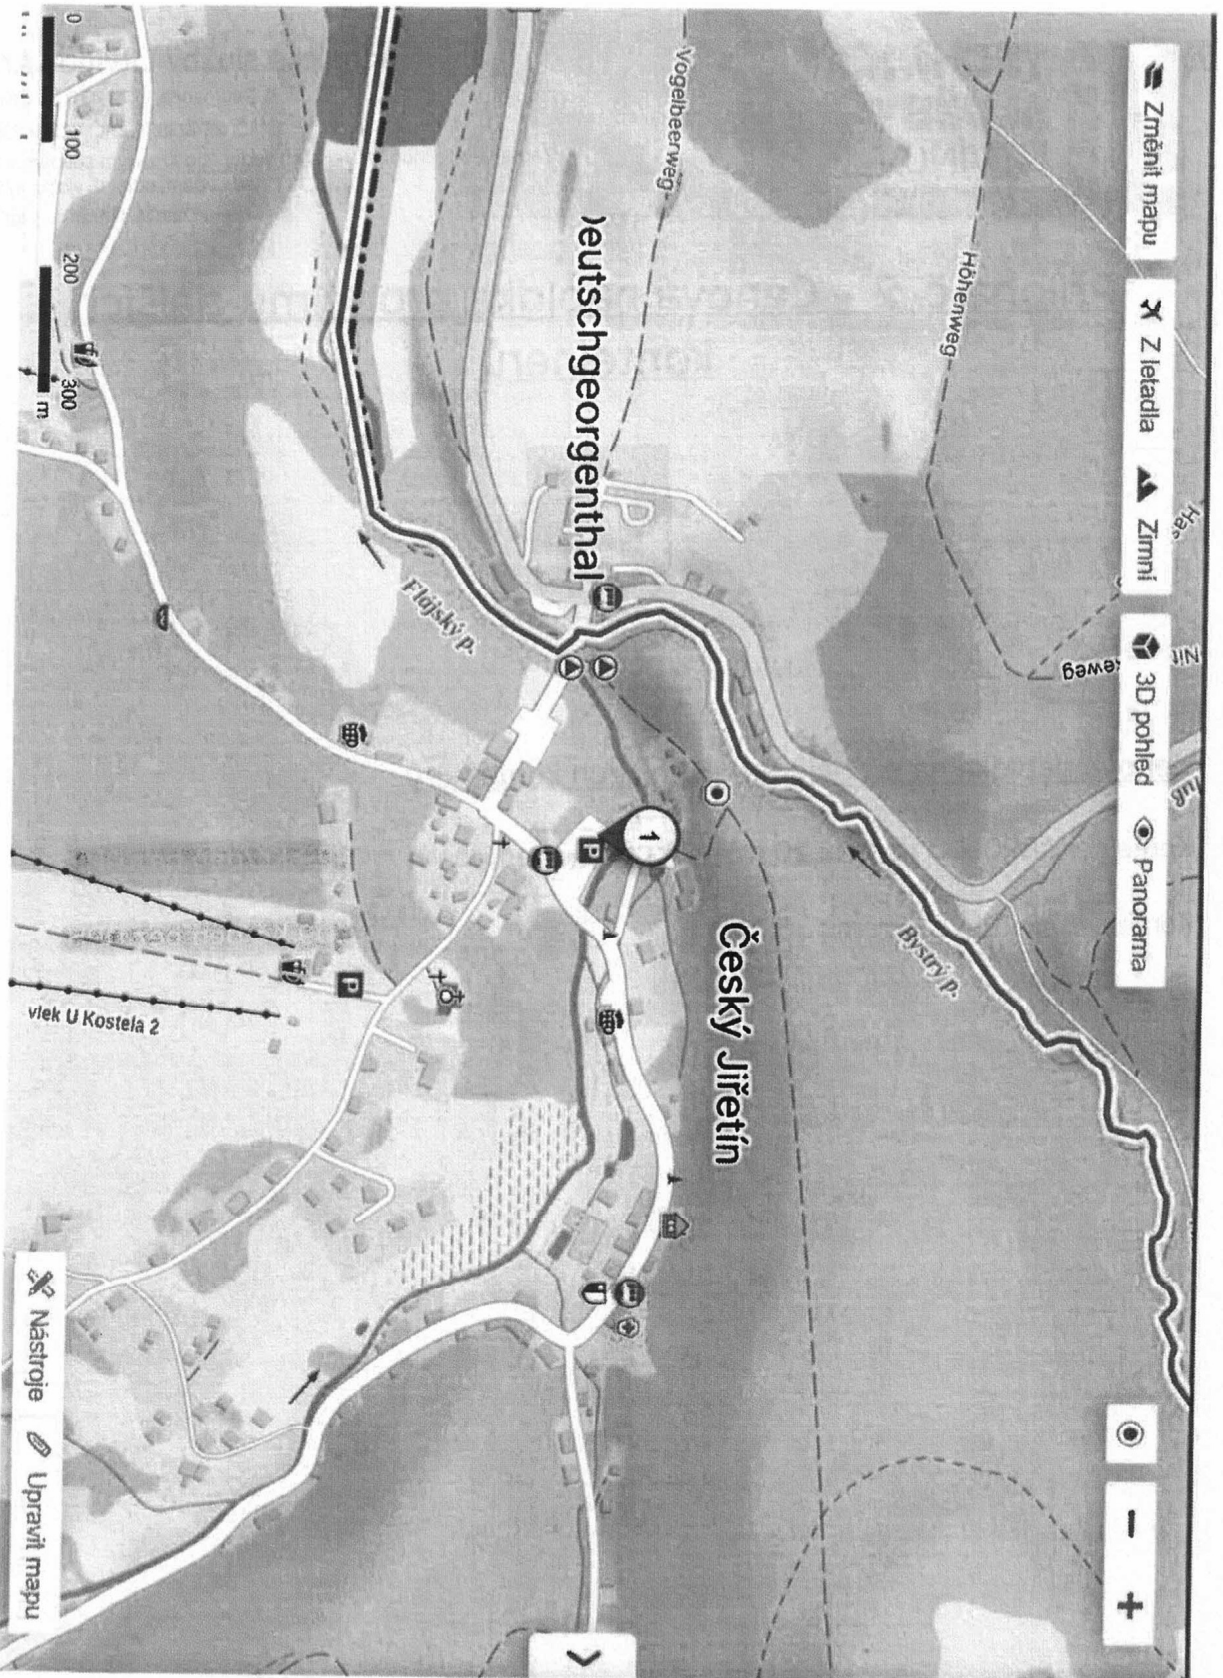 Změnit mapu
Z letadla
Zimní
3D pohled
Panorama
Vogelbeerweg
Höhenweg
)eutschgeorgenthal
P
Flájský p.
Bystrý p.
1
P
Český Jiřetín
P
vlek U Kostela 2
0
100
200
300
m
Nástroje
Upravit mapu